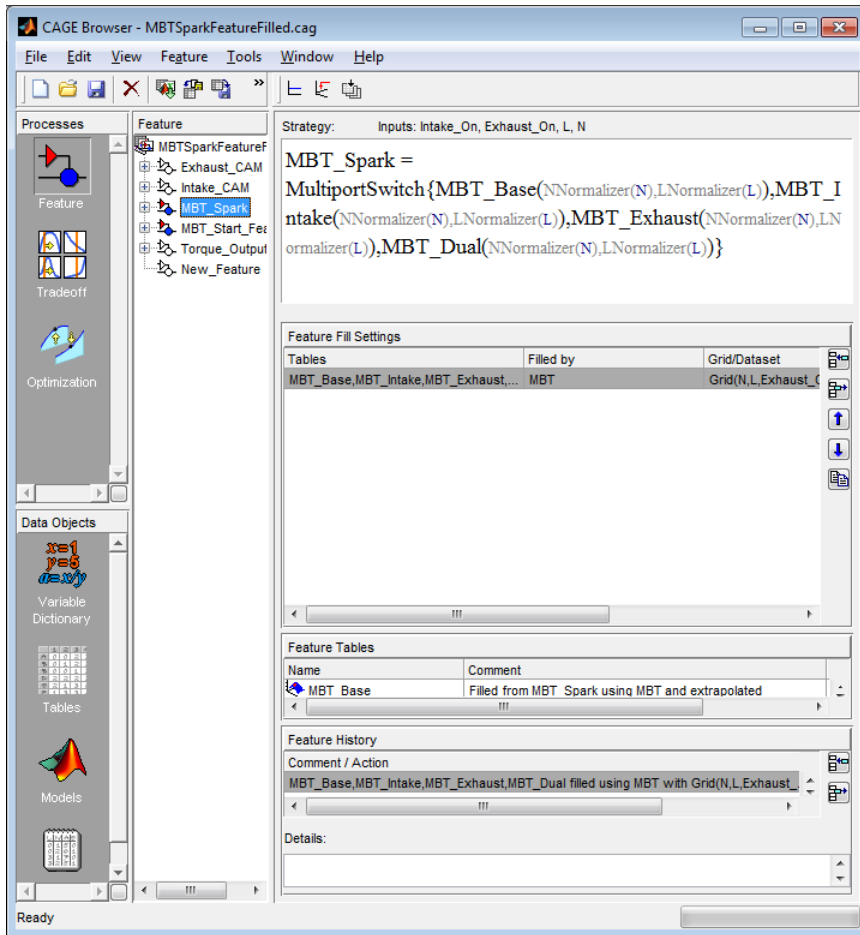 CAGE Browser - MBTSparkFeatureFilled.cag
File Edit View Feature Tools Window Help
»
Processes
Feature
Tradeoff
Optimization
Feature
MBTSparkFeatureF
Exhaust_CAM
Intake_CAM
MBT_Spark
MBT_Start_Fea
Torque_Output
New_Feature
Strategy: Inputs: Intake_On, Exhaust_On, L, N
MBT_Spark =
MultiportSwitch{MBT_Base(NNormalizer(N),LNormalizer(L)),MBT_I
ntake(NNormalizer(N),LNormalizer(L)),MBT_Exhaust(NNormalizer(N),LN
ormalizer(L)),MBT_Dual(NNormalizer(N),LNormalizer(L))}
Feature Fill Settings
Tables Filled by Grid/Dataset
MBT_Base,MBT_Intake,MBT_Exhaust,... MBT Grid(N,L,Exhaust_
Data Objects
x=1
y=5
a=x/y
Variable
Dictionary
Tables
Models
Feature Tables
Name Comment
MBT_Base Filled from MBT_Spark using MBT and extrapolated
Feature History
Comment / Action
MBT_Base,MBT_Intake,MBT_Exhaust,MBT_Dual filled using MBT with Grid(N,L,Exhaust_
Details:
Ready